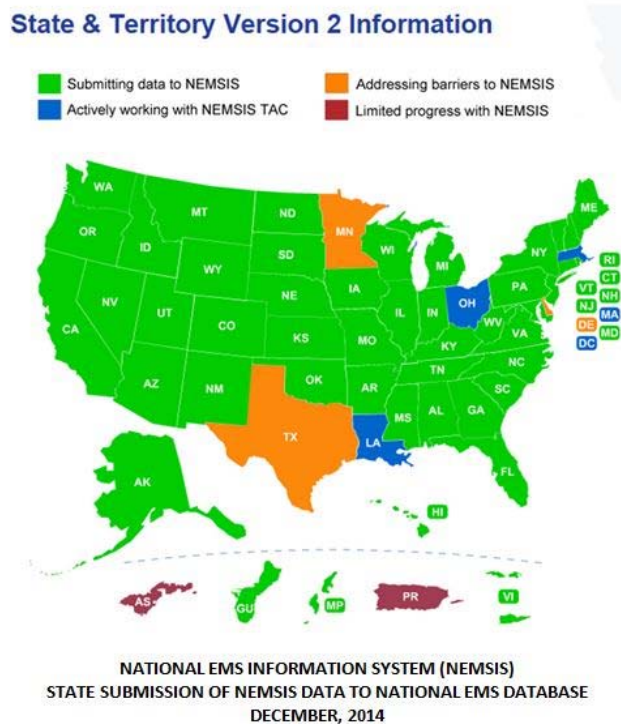 State & Territory Version 2 Information
Submitting data to NEMSIS
Addressing barriers to NEMSIS
Actively working with NEMSIS TAC
Limited progress with NEMSIS
WA
MT
ND
MN
ME
OR
ID
WY
SD
WI
MI
NY
RI
CT
VT
NH
NJ
MA
DE
MD
DC
NV
UT
CO
NE
IA
IL
IN
OH
PA
WV
VA
CA
KS
MO
KY
NC
TN
AZ
NM
OK
AR
SC
MS
AL
GA
TX
LA
FL
AK
HI
AS
GU
MP
PR
VI
NATIONAL EMS INFORMATION SYSTEM (NEMSIS)
STATE SUBMISSION OF NEMSIS DATA TO NATIONAL EMS DATABASE
DECEMBER, 2014